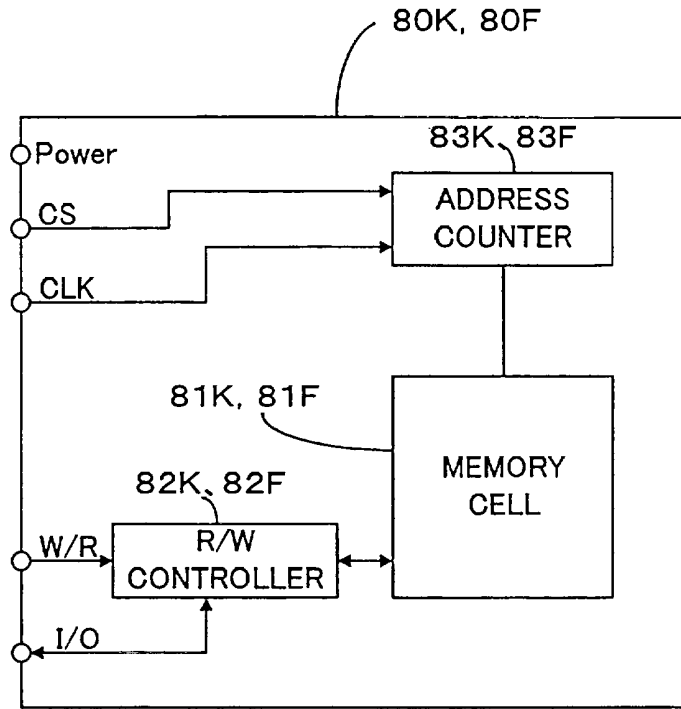 80K, 80F
Power
83K, 83F
CS
ADDRESS
COUNTER
CLK
81K, 81F
MEMORY
CELL
82K, 82F
W/R
R/W
CONTROLLER
I/O